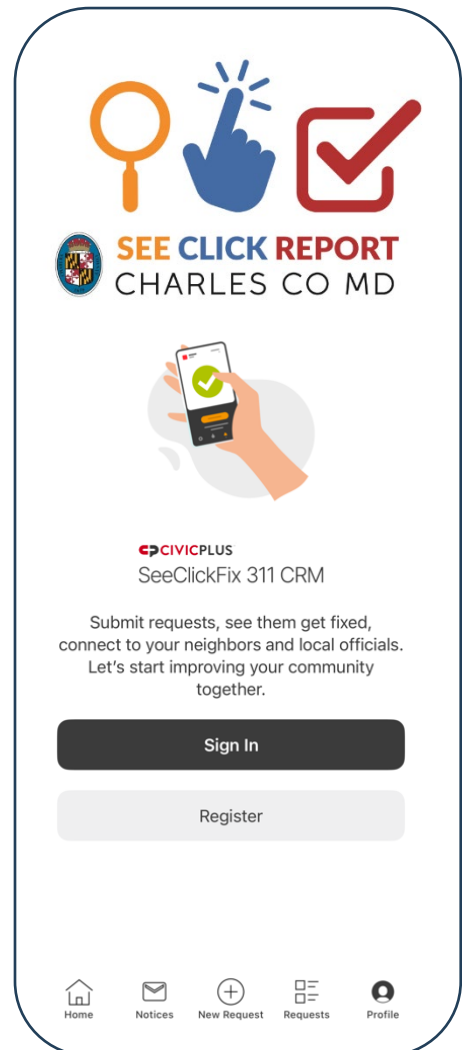 SEE CLICK REPORT
CHARLES CO MD
CIVICPLUS
SeeClickFix 311 CRM
Submit requests, see them get fixed,
connect to your neighbors and local officials.
Let’s start improving your community
together.
Sign In
Register
Home Notices New Request Requests Profile